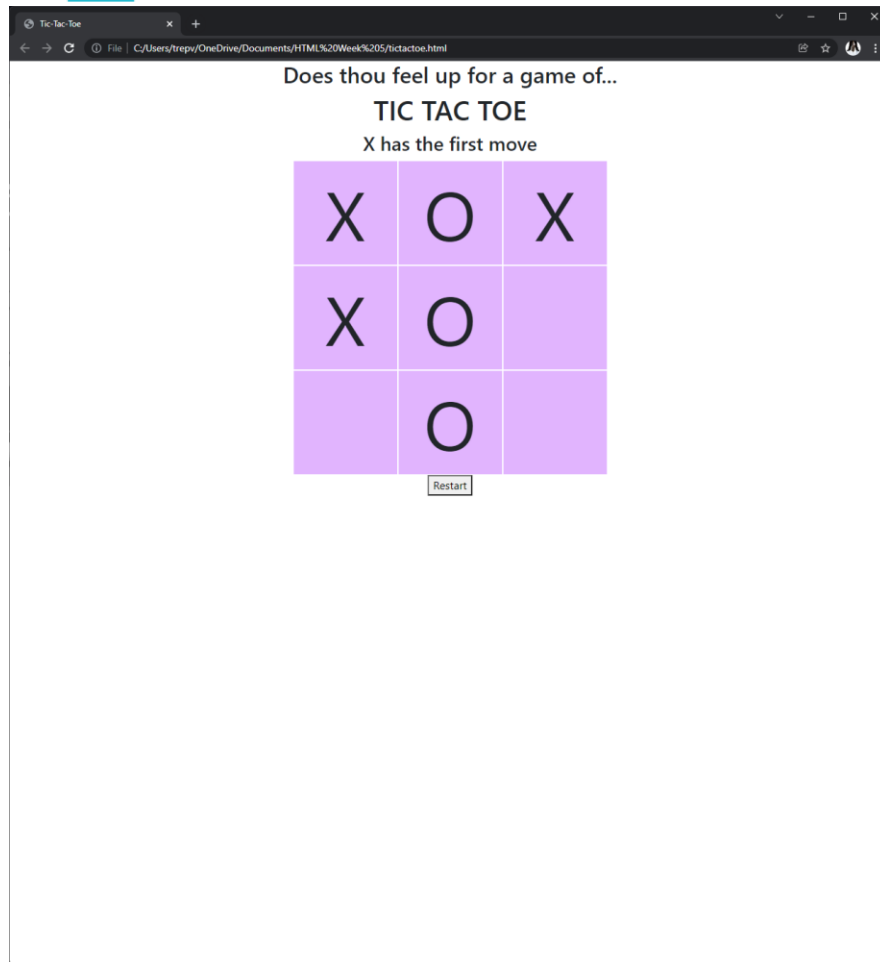 Tic-Tac-Toe
File | C:/Users/trepv/OneDrive/Documents/HTML%20Week%205/tictactoe.html
Does thou feel up for a game of...
TIC TAC TOE
X has the first move
X O X
X O
O
Restart